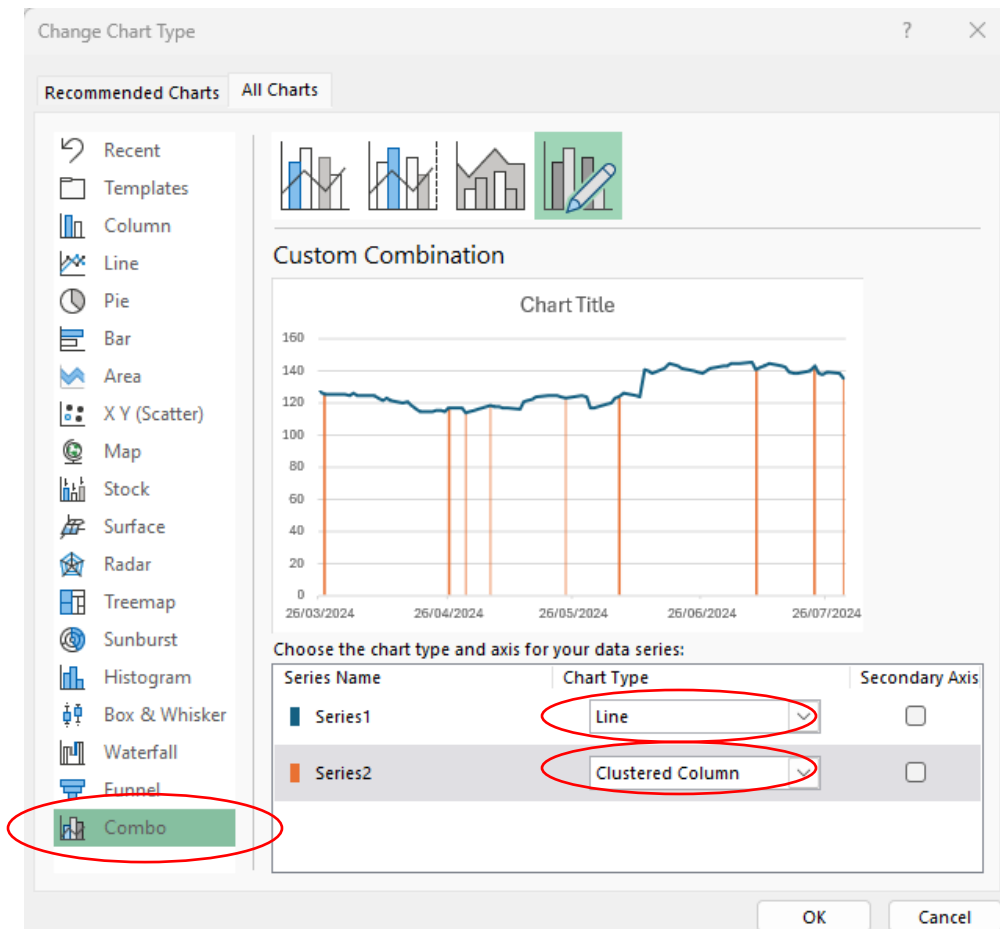 Change Chart Type ?
Recommended Charts All Charts
Recent
Templates
Column
Line
Pie
Bar
Area
X Y (Scatter)
Map
Stock
Surface
Radar
Treemap
Sunburst
Histogram
Box & Whisker
Waterfall
Funnel
Combo
Custom Combination
Chart Title
160
140
120
100
80
60
40
20
0
26/03/2024 26/04/2024 26/05/2024 26/06/2024 26/07/2024
Choose the chart type and axis for your data series:
Series Name Chart Type Secondary Axis
Series1 Line
Series2 Clustered Column
OK Cancel